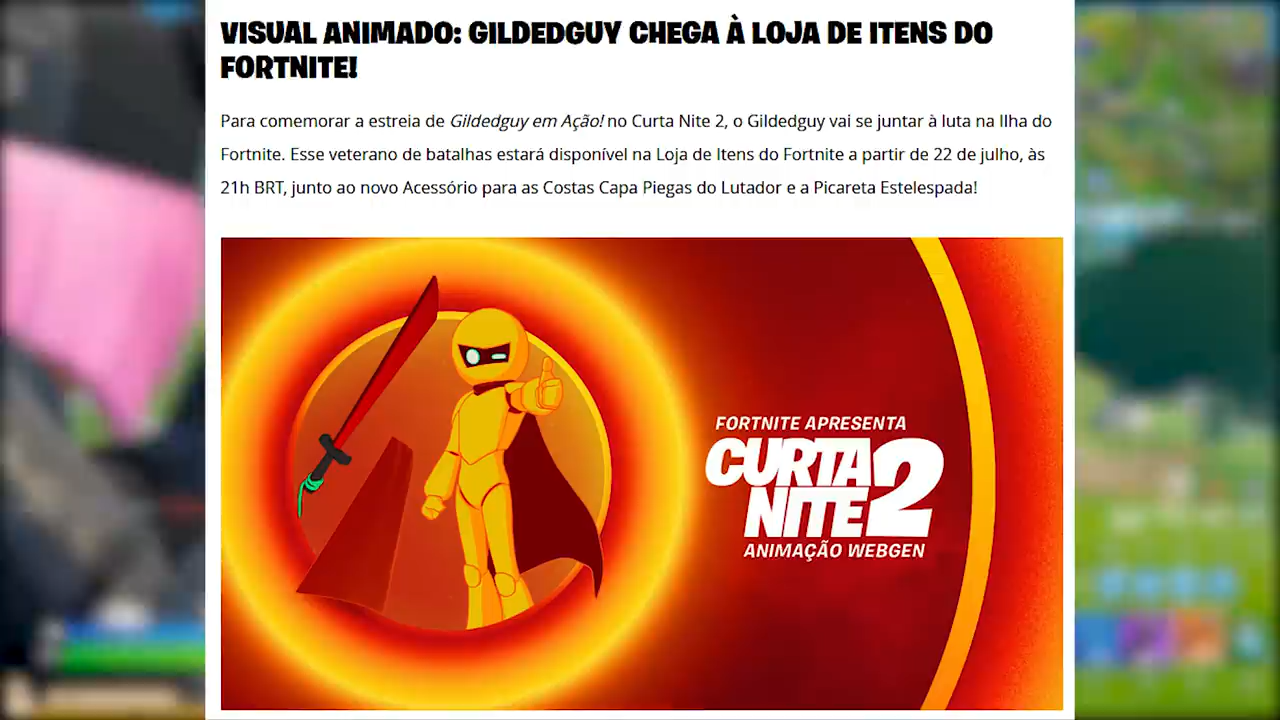 VISUAL ANIMADO: GILDEDGUY CHEGA À LOJA DE ITENS DO
FORTNITE!
Para comemorar a estreia de Gildedguy em Ação! no Curta Nite 2, o Gildedguy vai se juntar à luta na Ilha do
Fortnite. Esse veterano de batalhas estará disponível na Loja de Itens do Fortnite a partir de 22 de julho, às
21h BRT, junto ao novo Acessório para as Costas Capa Piegas do Lutador e a Picareta Estelespada!
FORTNITE APRESENTA
CURTA
NITE 2
ANIMAÇÃO WEBGEN